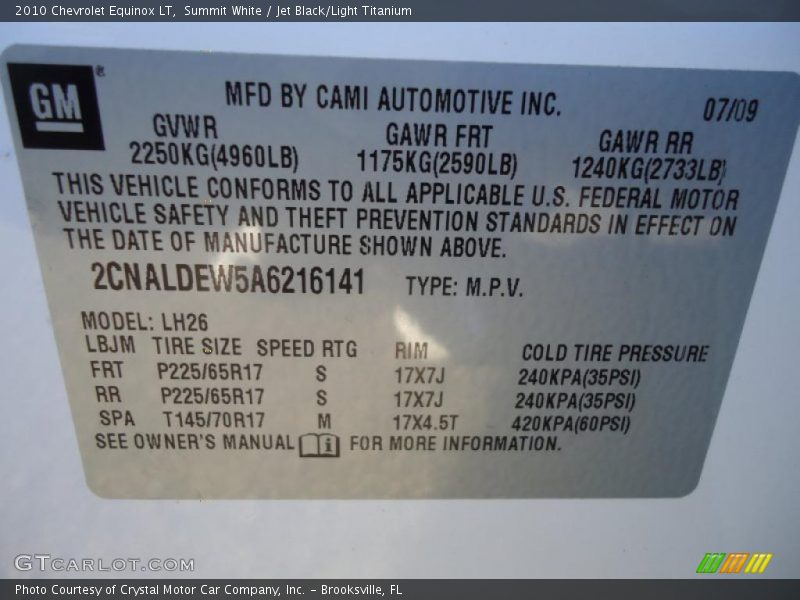 2010 Chevrolet Equinox LT,  Summit White / Jet Black/Light Titanium
GM®
MFD BY CAMI AUTOMOTIVE INC.
07/09
GVWR GAWR FRT GAWR RR
2250KG(4960LB) 1175KG(2590LB) 1240KG(2733LB)
THIS VEHICLE CONFORMS TO ALL APPLICABLE U.S. FEDERAL MOTOR
VEHICLE SAFETY AND THEFT PREVENTION STANDARDS IN EFFECT ON
THE DATE OF MANUFACTURE SHOWN ABOVE.
2CNALDEW5A6216141 TYPE: M.P.V.
MODEL: LH26
LBJM TIRE SIZE SPEED RTG RIM COLD TIRE PRESSURE
FRT P225/65R17 S 17X7J 240KPA(35PSI)
RR P225/65R17 S 17X7J 240KPA(35PSI)
SPA T145/70R17 M 17X4.5T 420KPA(60PSI)
SEE OWNER'S MANUAL i FOR MORE INFORMATION.
GTCARLOT.COM
Photo Courtesy of Crystal Motor Car Company, Inc. – Brooksville, FL